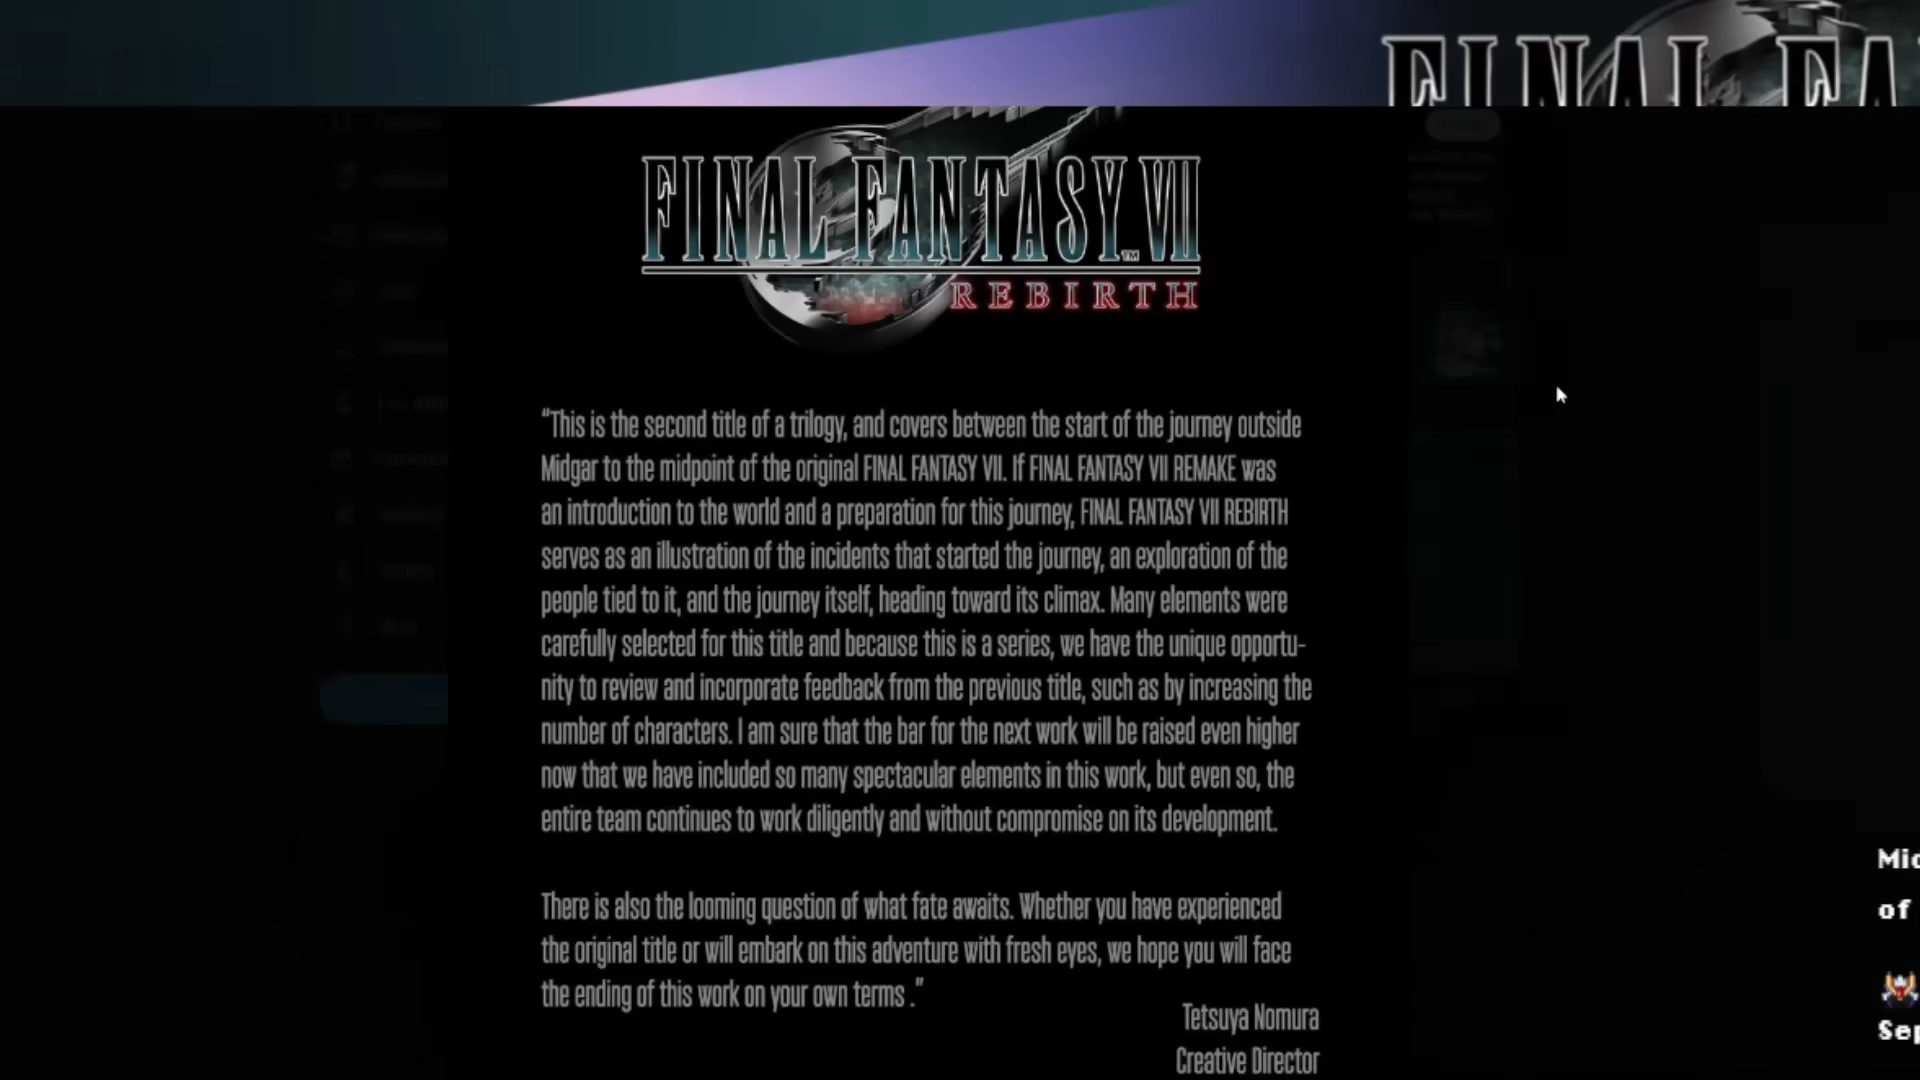 FINAL FA
FINAL FANTASY VII
™
REBIRTH
“This is the second title of a trilogy, and covers between the start of the journey outside
Midgar to the midpoint of the original FINAL FANTASY VII. If FINAL FANTASY VII REMAKE was
an introduction to the world and a preparation for this journey, FINAL FANTASY VII REBIRTH
serves as an illustration of the incidents that started the journey, an exploration of the
people tied to it, and the journey itself, heading toward its climax. Many elements were
carefully selected for this title and because this is a series, we have the unique opportu-
nity to review and incorporate feedback from the previous title, such as by increasing the
number of characters. I am sure that the bar for the next work will be raised even higher
now that we have included so many spectacular elements in this work, but even so, the
entire team continues to work diligently and without compromise on its development.
There is also the looming question of what fate awaits. Whether you have experienced
the original title or will embark on this adventure with fresh eyes, we hope you will face
the ending of this work on your own terms .”
Tetsuya Nomura
Creative Director
Mid
of
Sep